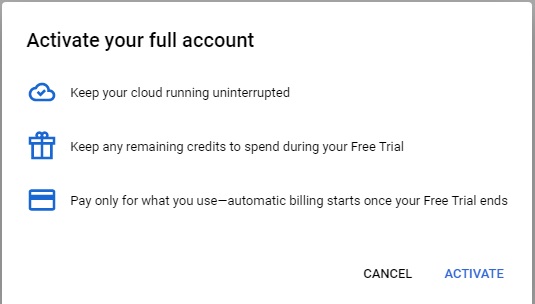 Activate your full account
Keep your cloud running uninterrupted
Keep any remaining credits to spend during your Free Trial
Pay only for what you use—automatic billing starts once your Free Trial ends
CANCEL ACTIVATE